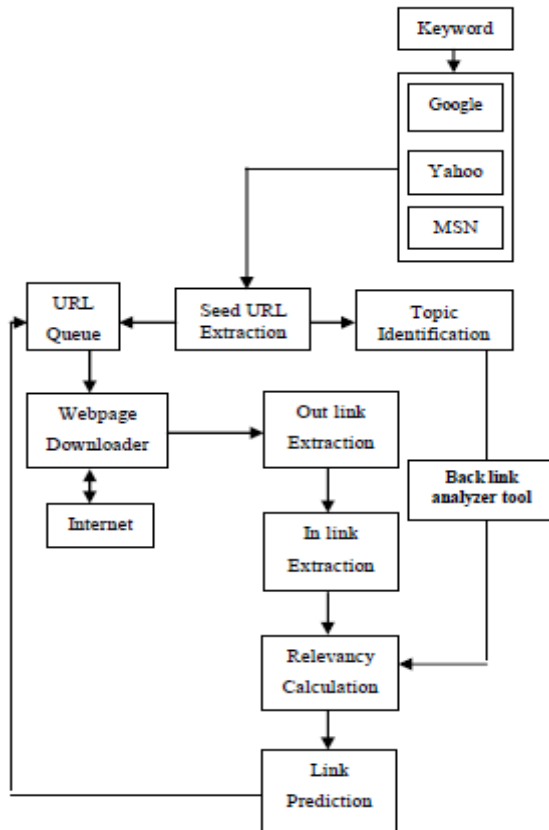 Keyword
Google
Yahoo
MSN
URL
Queue
Seed URL
Extraction
Topic
Identification
Webpage
Downloader
Out link
Extraction
Back link
analyzer tool
Internet
In link
Extraction
Relevancy
Calculation
Link
Prediction